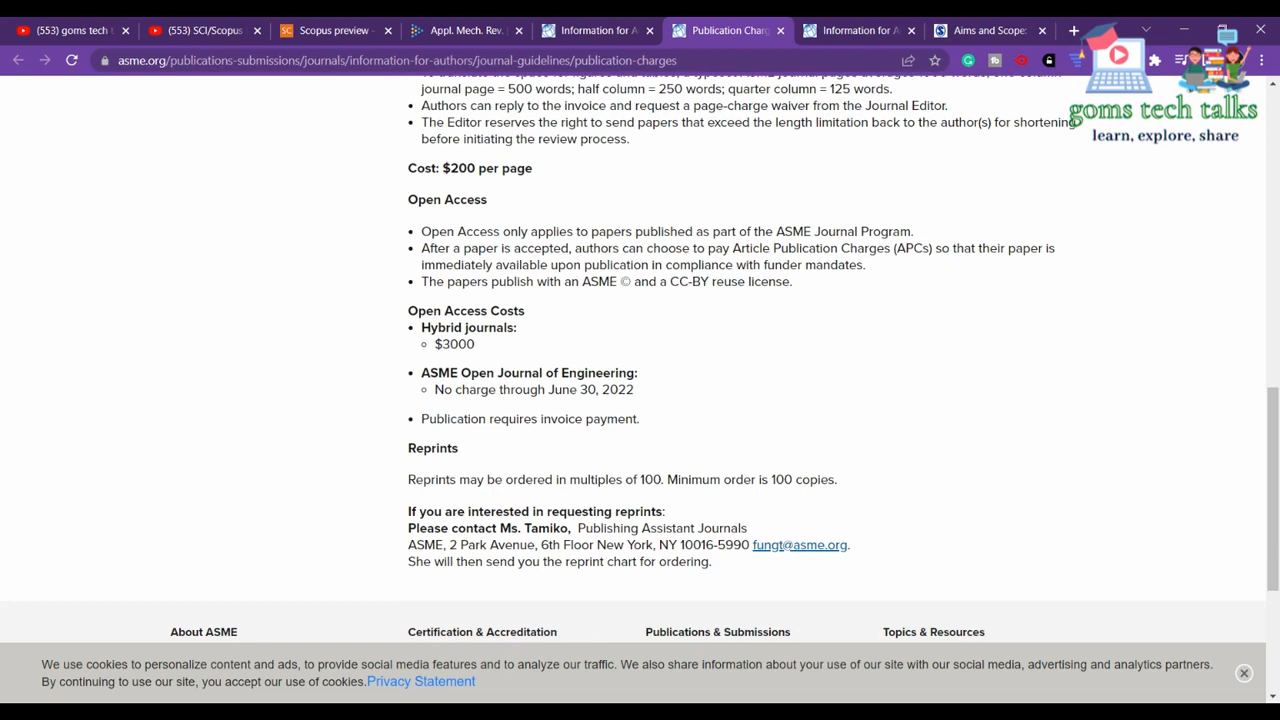 (553) goms tech t
(553) SCI/Scopus
Scopus preview -
Appl. Mech. Rev.
Information for A
Publication Charg
Information for A
Aims and Scope:
asme.org/publications-submissions/journals/information-for-authors/journal-guidelines/publication-charges
goms tech talks
learn, explore, share
journal page = 500 words; half column = 250 words; quarter column = 125 words.
• Authors can reply to the invoice and request a page-charge waiver from the Journal Editor.
• The Editor reserves the right to send papers that exceed the length limitation back to the author(s) for shortening
before initiating the review process.
Cost: $200 per page
Open Access
• Open Access only applies to papers published as part of the ASME Journal Program.
• After a paper is accepted, authors can choose to pay Article Publication Charges (APCs) so that their paper is
immediately available upon publication in compliance with funder mandates.
• The papers publish with an ASME © and a CC-BY reuse license.
Open Access Costs
• Hybrid journals:
$3000
• ASME Open Journal of Engineering:
No charge through June 30, 2022
• Publication requires invoice payment.
Reprints
Reprints may be ordered in multiples of 100. Minimum order is 100 copies.
If you are interested in requesting reprints:
Please contact Ms. Tamiko, Publishing Assistant Journals
ASME, 2 Park Avenue, 6th Floor New York, NY 10016-5990 fungt@asme.org.
She will then send you the reprint chart for ordering.
About ASME
Certification & Accreditation
Publications & Submissions
Topics & Resources
We use cookies to personalize content and ads, to provide social media features and to analyze our traffic. We also share information about your use of our site with our social media, advertising and analytics partners.
By continuing to use our site, you accept our use of cookies.Privacy Statement